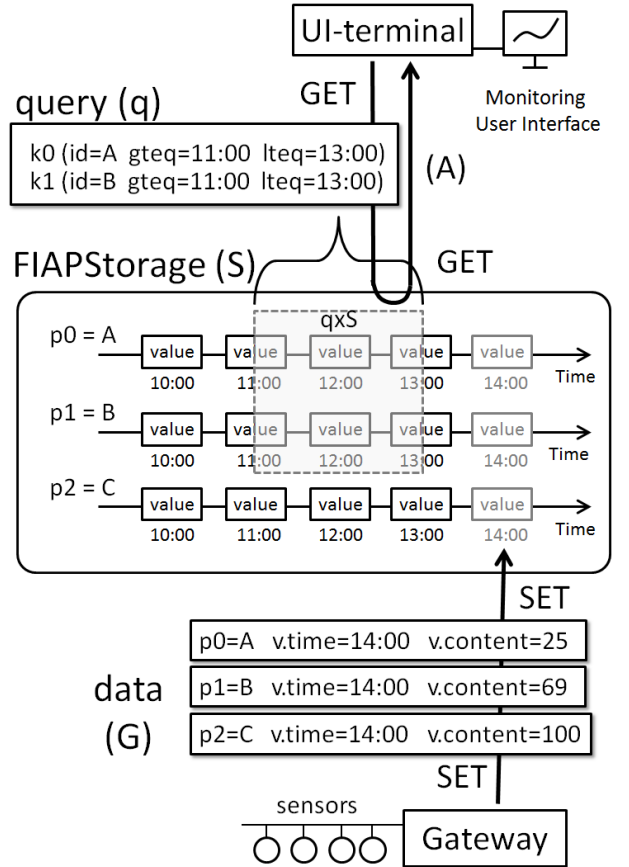 UI-terminal
GET
Monitoring
User Interface
query (q)
k0 (id=A gteq=11:00 lteq=13:00)
k1 (id=B gteq=11:00 lteq=13:00)
(A)
FIAPStorage (S)
GET
qxS
p0 = A
value value value value value
10:00 11:00 12:00 13:00 14:00
Time
p1 = B
value value value value value
10:00 11:00 12:00 13:00 14:00
Time
p2 = C
value value value value value
10:00 11:00 12:00 13:00 14:00
Time
SET
p0=A v.time=14:00 v.content=25
p1=B v.time=14:00 v.content=69
p2=C v.time=14:00 v.content=100
data
(G)
SET
sensors
Gateway